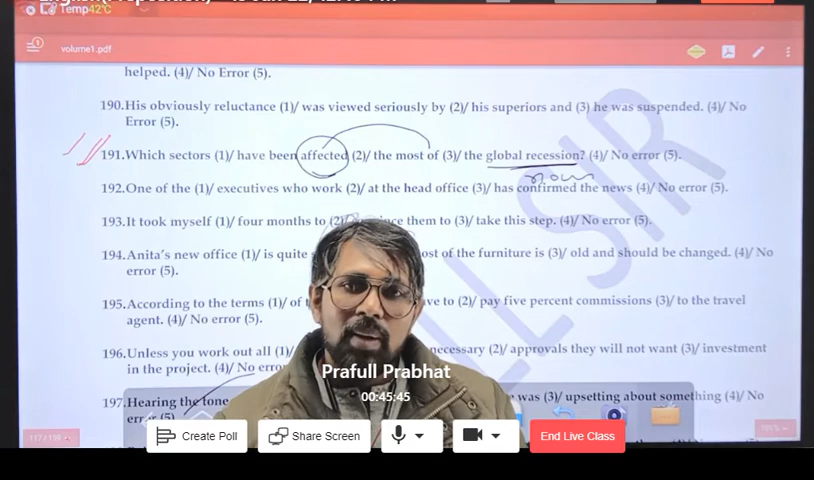 Temp42°C
volume1.pdf
helped. (4)/ No Error (5).
190.His obviously reluctance (1)/ was viewed seriously by (2)/ his superiors and (3) he was suspended. (4)/ No
Error (5).
191.Which sectors (1)/ have been affected (2)/ the most of (3)/ the global recession? (4)/ No error (5).
noun
192.One of the (1)/ executives who work (2)/ at the head office (3)/ has confirmed the news (4)/ No error (5).
193.It took myself (1)/ four months to (2)/ them to (3)/ take this step. (4)/ No error (5).
194.Anita's new office (1)/ is quite of the furniture is (3)/ old and should be changed. (4)/ No
error (5).
195.According to the terms (1)/ of to (2)/ pay five percent commissions (3)/ to the travel
agent. (4)/ No error (5).
196.Unless you work out all (1)/ necessary (2)/ approvals they will not want (3)/ investment
in the project. (4)/ No
197.Hearing the tone was (3)/ upsetting about something (4)/ No
(5)
SIR
Prafull Prabhat
00:45:45
Create Poll
Share Screen
End Live Class